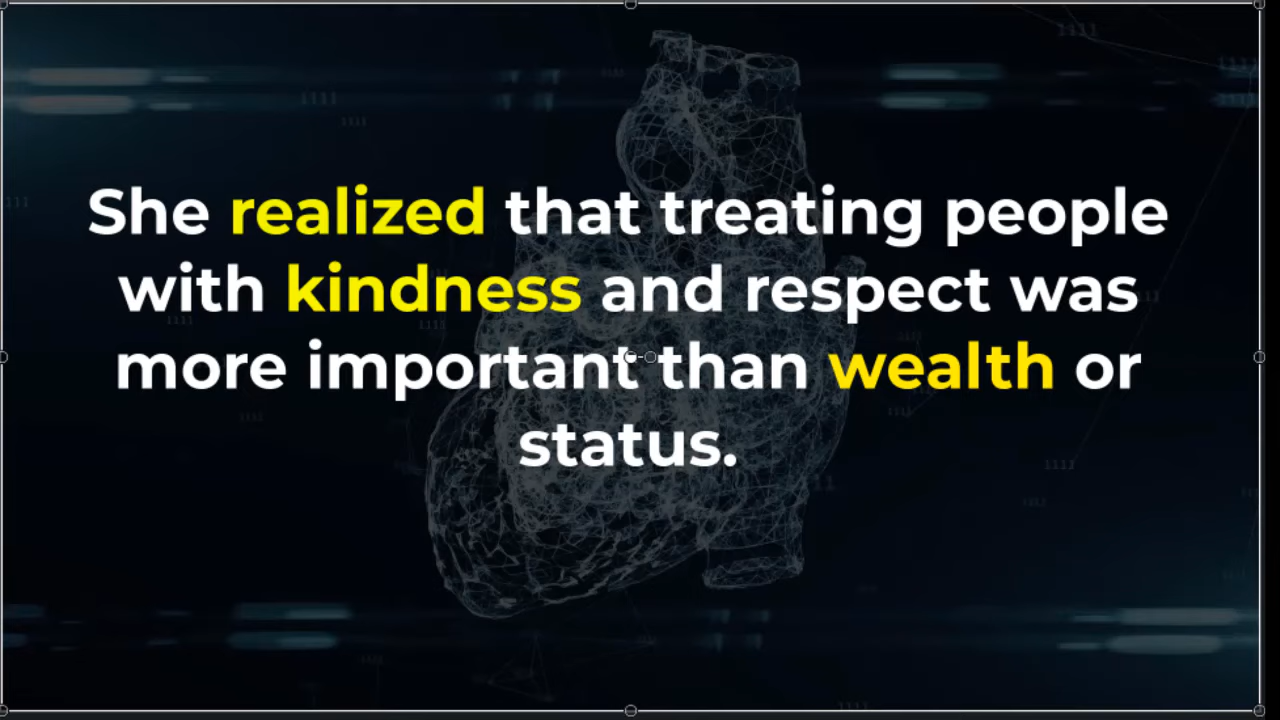 She realized that treating people
with kindness and respect was
more important than wealth or
status.